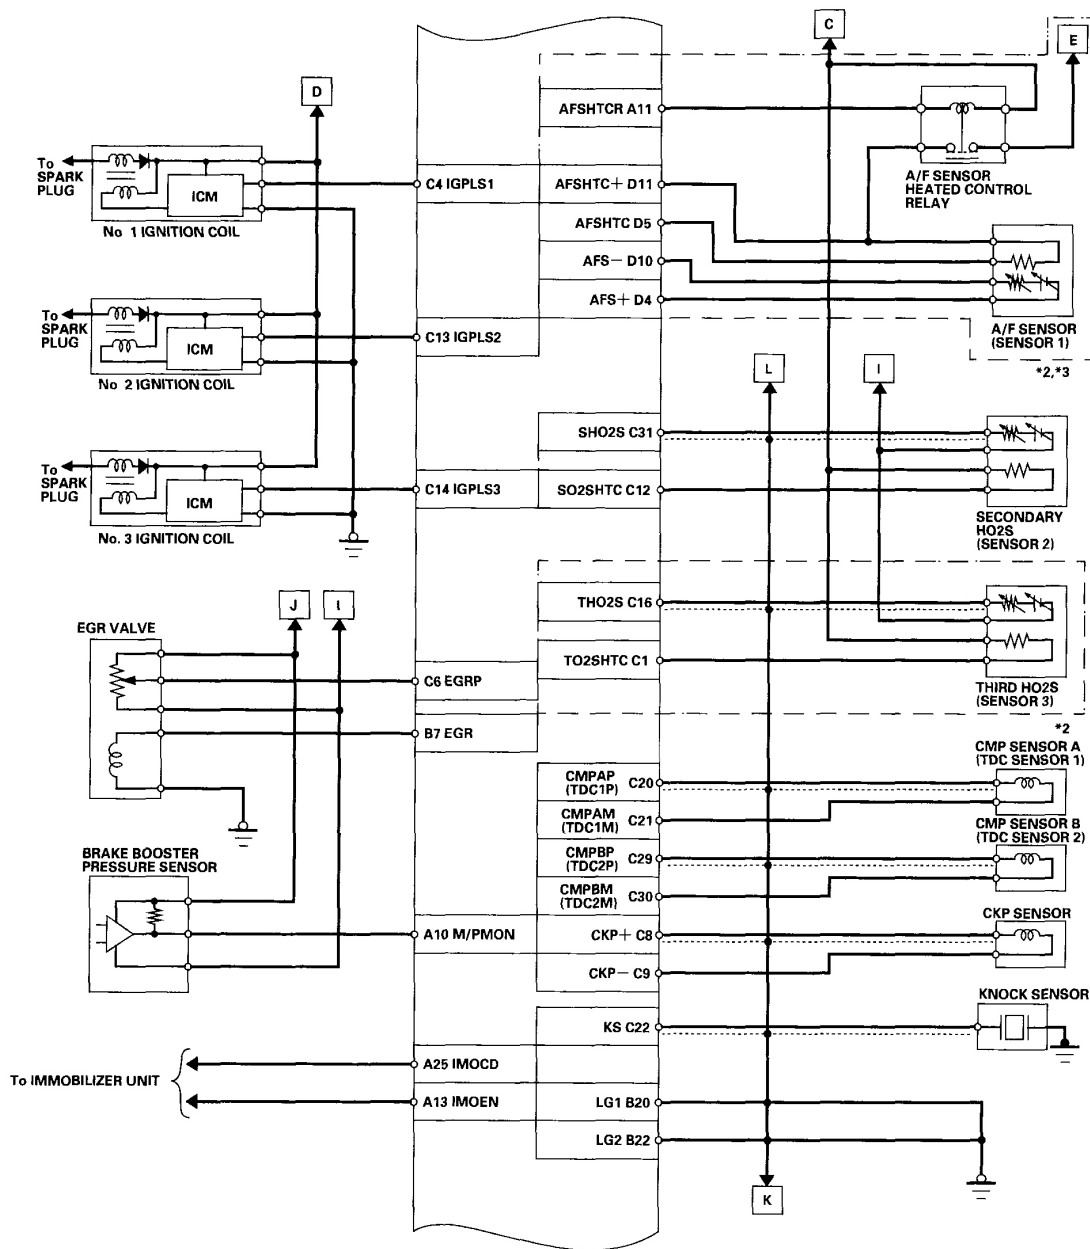 C
E
D
AFSHTCR A11
A/F SENSOR
HEATED CONTROL
RELAY
To
SPARK
PLUG
ICM
No 1 IGNITION COIL
C4 IGPLS1
AFSHTC+ D11
AFSHTC D5
AFS− D10
AFS+ D4
A/F SENSOR
(SENSOR 1)
*2,*3
To
SPARK
PLUG
ICM
No 2 IGNITION COIL
C13 IGPLS2
L
I
SHO2S C31
SO2SHTC C12
SECONDARY
HO2S
(SENSOR 2)
To
SPARK
PLUG
ICM
No. 3 IGNITION COIL
C14 IGPLS3
J
I
THO2S C16
TO2SHTC C1
THIRD HO2S
(SENSOR 3)
*2
EGR VALVE
C6 EGRP
B7 EGR
CMPAP
(TDC1P)
C20
CMPAM
(TDC1M)
C21
CMP SENSOR A
(TDC SENSOR 1)
CMPBP
(TDC2P)
C29
CMPBM
(TDC2M)
C30
CMP SENSOR B
(TDC SENSOR 2)
BRAKE BOOSTER
PRESSURE SENSOR
A10 M/PMON
CKP+ C8
CKP− C9
CKP SENSOR
KS C22
KNOCK SENSOR
To IMMOBILIZER UNIT
A25 IMOCD
A13 IMOEN
LG1 B20
LG2 B22
K